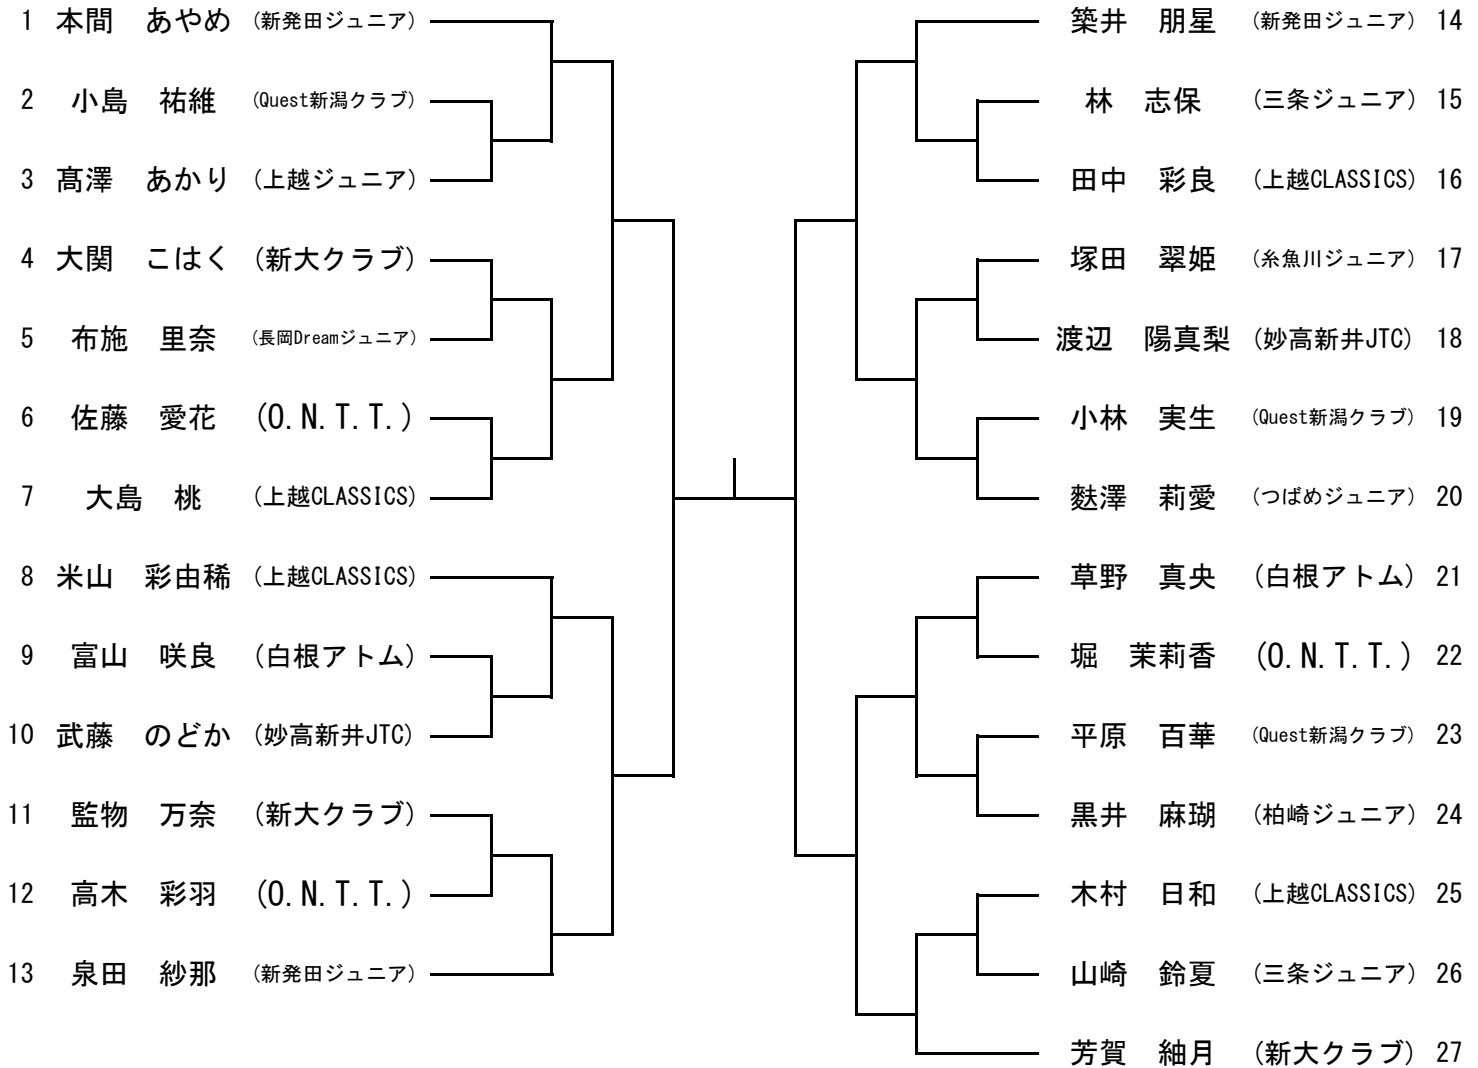 1 本間 あやめ (新発田ジュニア)
2 小島 祐維 (Quest新潟クラブ)
3 髙澤 あかり (上越ジュニア)
4 大関 こはく (新大クラブ)
5 布施 里奈 (長岡Dreamジュニア)
6 佐藤 愛花 (O.N.T.T.)
7 大島 桃 (上越CLASSICS)
8 米山 彩由稀 (上越CLASSICS)
9 富山 咲良 (白根アトム)
10 武藤 のどか (妙高新井JTC)
11 監物 万奈 (新大クラブ)
12 高木 彩羽 (O.N.T.T.)
13 泉田 紗那 (新発田ジュニア)
築井 朋星 (新発田ジュニア) 14
林 志保 (三条ジュニア) 15
田中 彩良 (上越CLASSICS) 16
塚田 翠姫 (糸魚川ジュニア) 17
渡辺 陽真梨 (妙高新井JTC) 18
小林 実生 (Quest新潟クラブ) 19
麩澤 莉愛 (つばめジュニア) 20
草野 真央 (白根アトム) 21
堀 茉莉香 (O.N.T.T.) 22
平原 百華 (Quest新潟クラブ) 23
黒井 麻瑚 (柏崎ジュニア) 24
木村 日和 (上越CLASSICS) 25
山崎 鈴夏 (三条ジュニア) 26
芳賀 紬月 (新大クラブ) 27